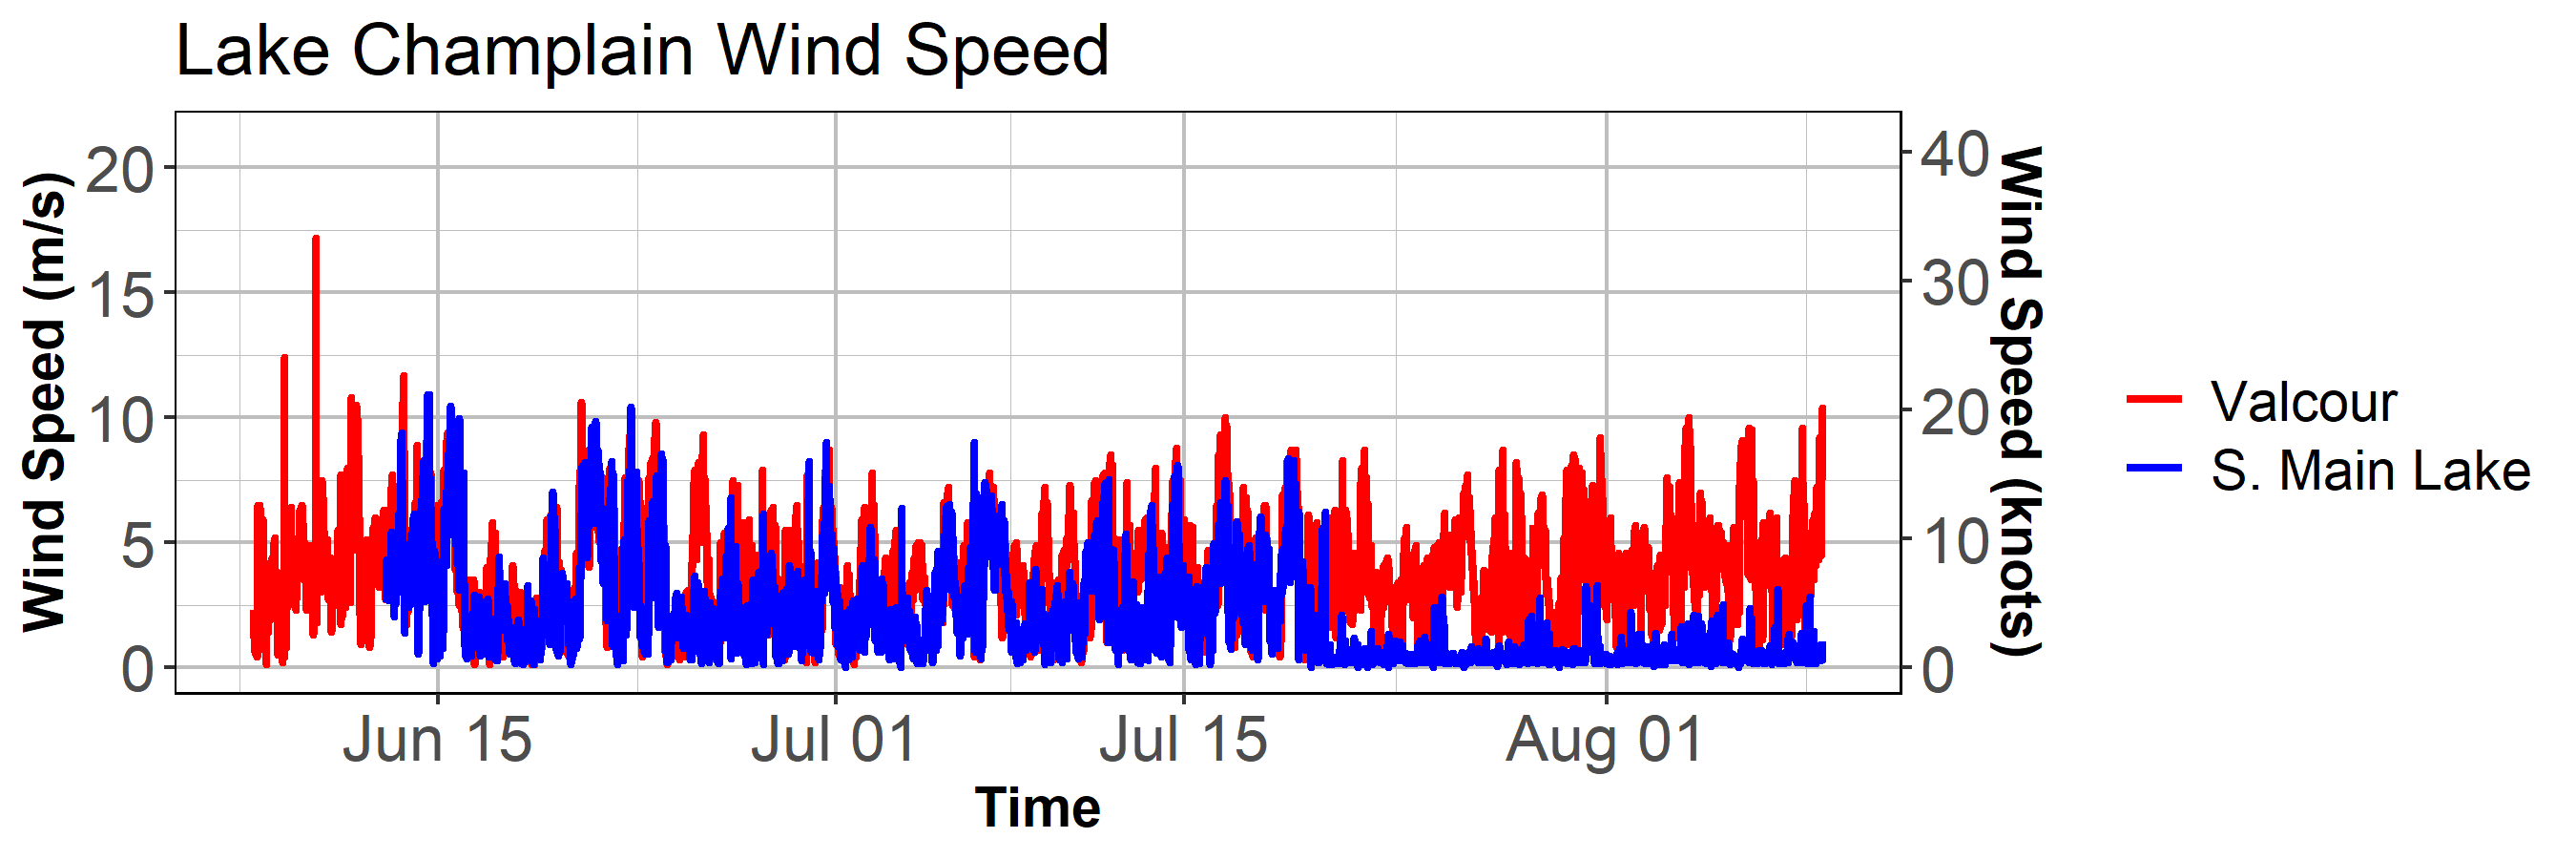 Lake Champlain Wind Speed
Wind Speed (m/s)
20
15
10
5
0
40
30
20
10
0
Wind Speed (knots)
Jun 15
Jul 01
Jul 15
Aug 01
Time
Valcour
S. Main Lake